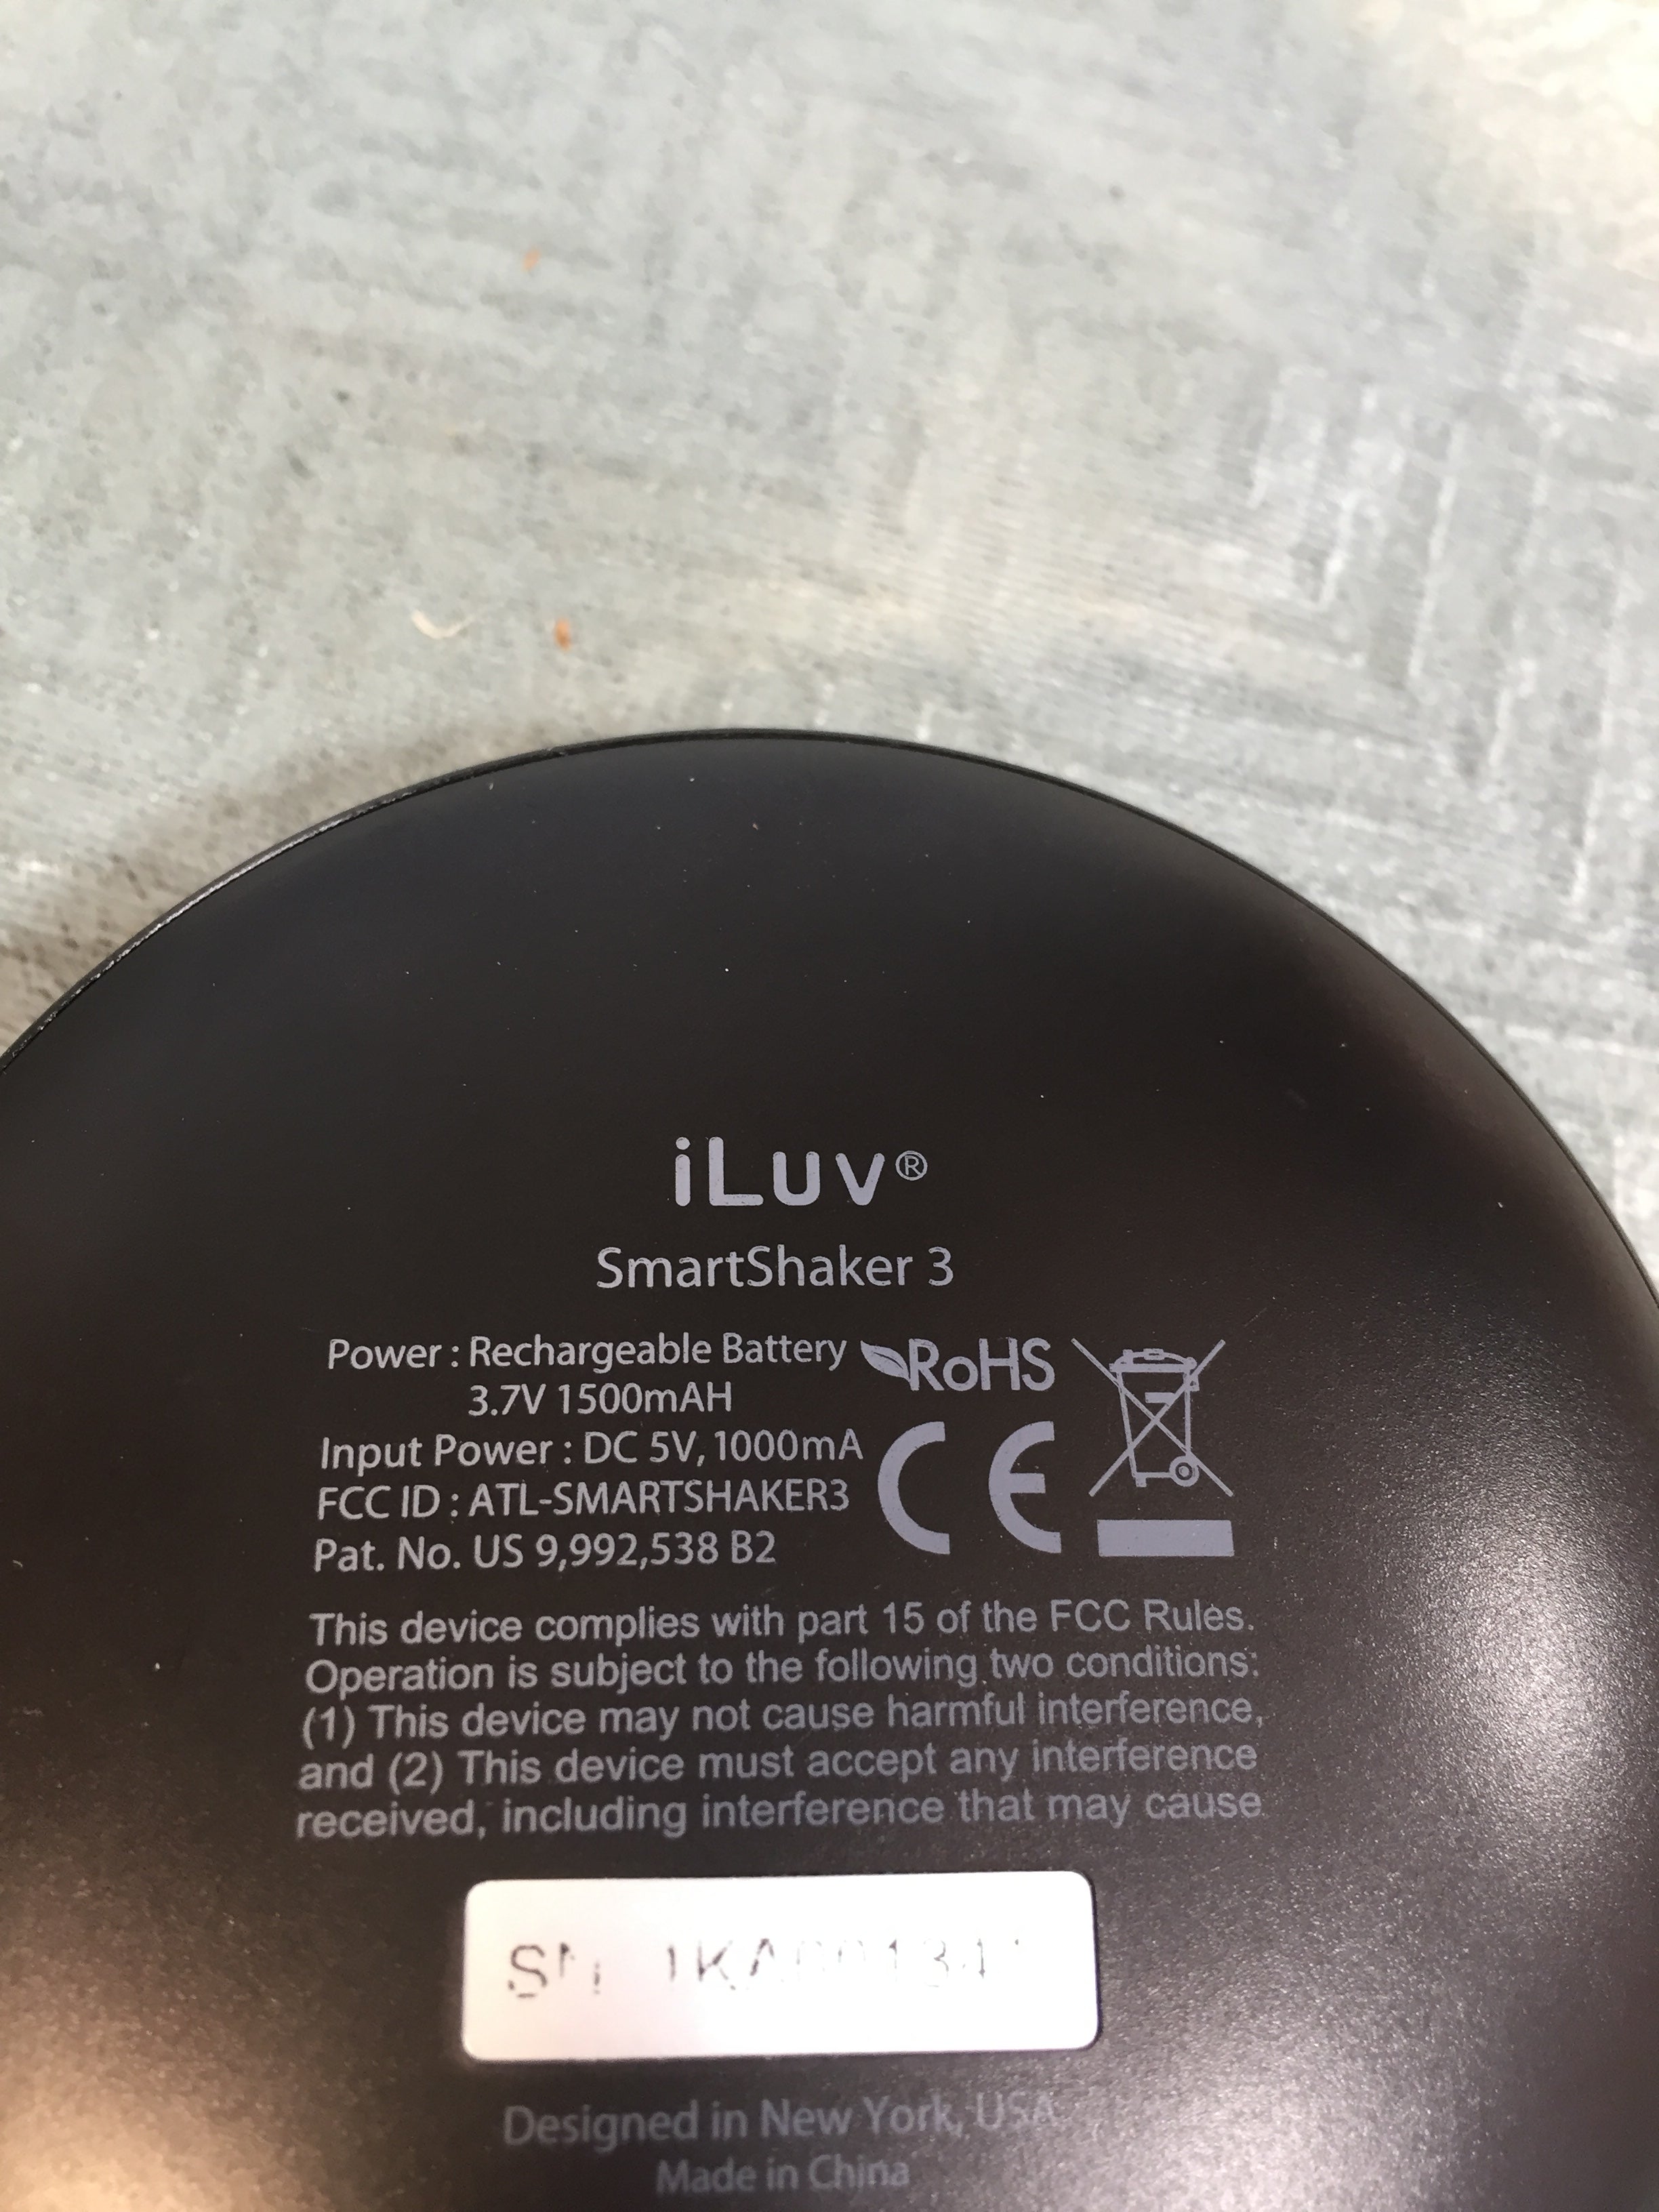 iLuv®
SmartShaker 3
Power : Rechargeable Battery
3.7V 1500mAH
Input Power : DC 5V, 1000mA
FCC ID : ATL-SMARTSHAKER3
Pat. No. US 9,992,538 B2
RoHS
CE
This device complies with part 15 of the FCC Rules.
Operation is subject to the following two conditions:
(1) This device may not cause harmful interference,
and (2) This device must accept any interference
received, including interference that may cause
Designed in New York, USA
Made in China